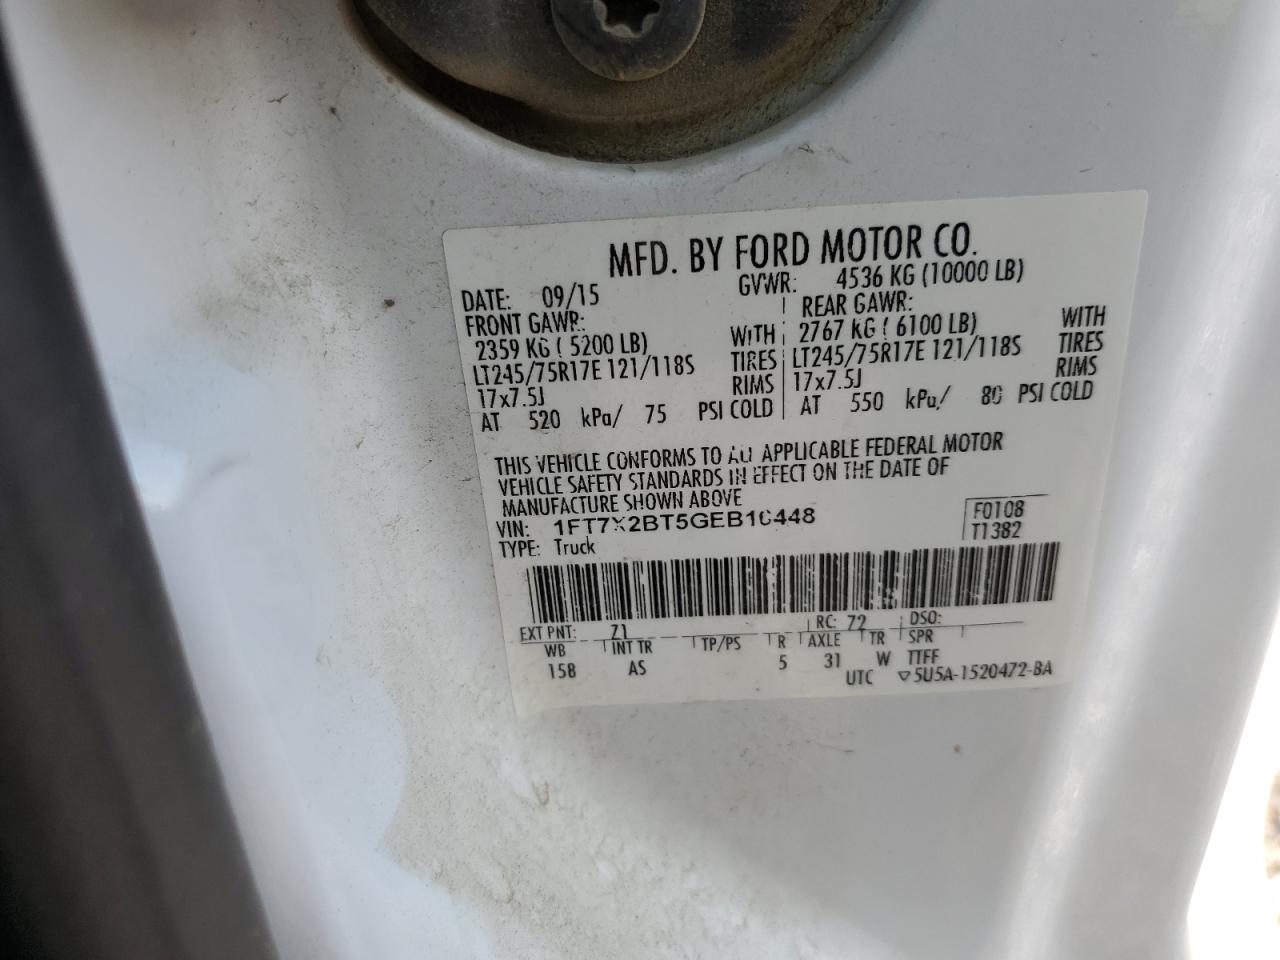 MFD. BY FORD MOTOR CO.
DATE: 09/15 GVWR: 4536 KG (10000 LB)
FRONT GAWR: REAR GAWR:
2359 KG ( 5200 LB) WITH 2767 KG ( 6100 LB) WITH
LT245/75R17E 121/118S TIRES LT245/75R17E 121/118S TIRES
17x7.5J RIMS 17x7.5J RIMS
AT 520 kPa/ 75 PSI COLD AT 550 kPa/ 80 PSI COLD
THIS VEHICLE CONFORMS TO ALL APPLICABLE FEDERAL MOTOR
VEHICLE SAFETY STANDARDS IN EFFECT ON THE DATE OF
MANUFACTURE SHOWN ABOVE
VIN: F0108
TYPE: Truck T1382
EXT PNT: Z1 RC: 72 DSO:
WB INT TR TP/PS R AXLE TR SPR
158 AS 5 31 W TTFF
UTC ▽5U5A-1520472-BA